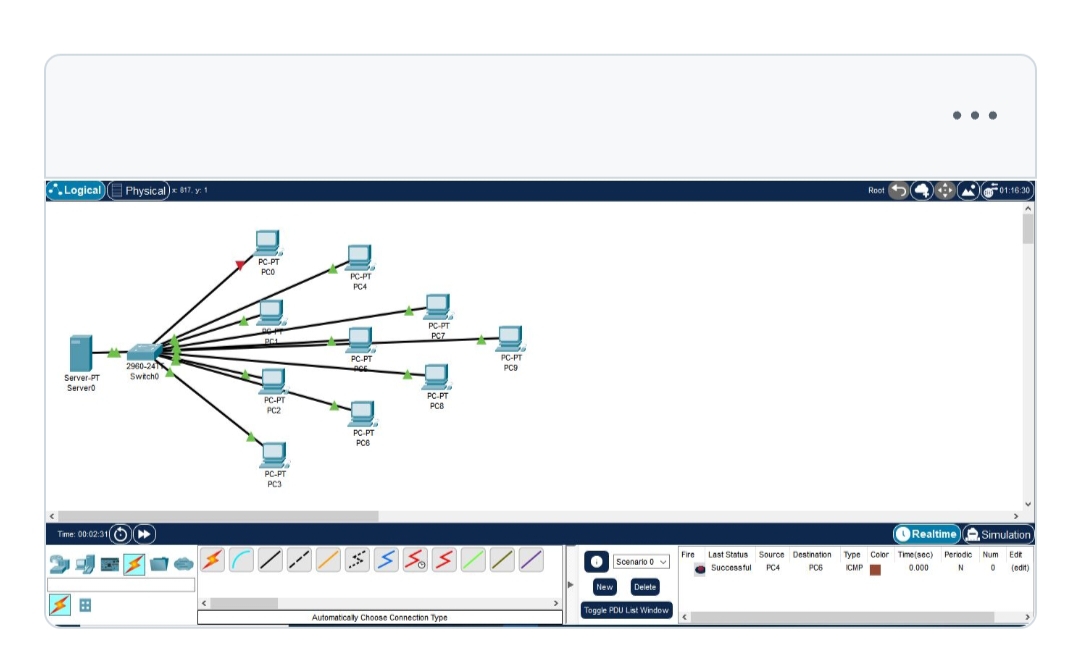 Logical
Physical
x: 817, y: 1
Root
01:16:30
PC-PT
PC0
PC-PT
PC4
PC-PT
PC7
PC-PT
PC1
PC-PT
PC9
PC-PT
PC5
Server-PT
Server0
Switch0
PC-PT
PC8
PC-PT
PC2
PC-PT
PC6
PC-PT
PC3
Time: 00:02:31
Realtime
Simulation
Scenario 0
New
Delete
Toggle PDU List Window
Fire Last Status Source Destination Type Color Time(sec) Periodic Num Edit
Successful PC4 PC6 ICMP 0.000 N 0 (edit)
Automatically Choose Connection Type